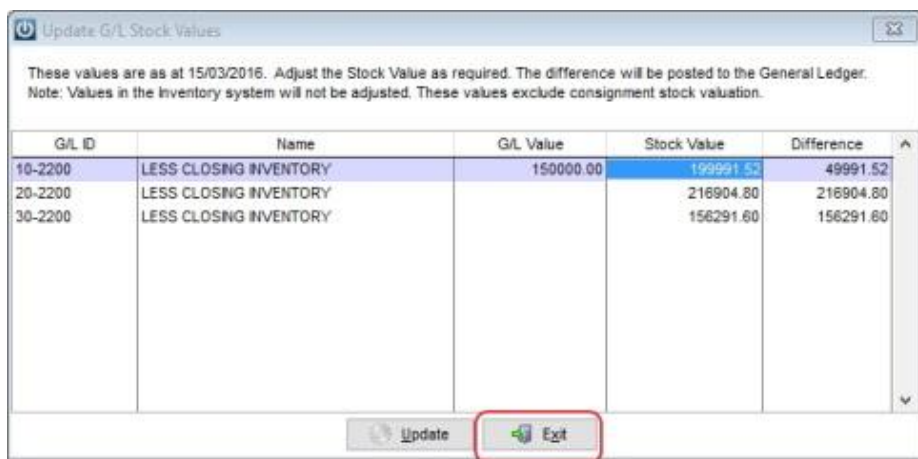 Update G/L Stock Values
These values are as at 15/03/2016. Adjust the Stock Value as required. The difference will be posted to the General Ledger.
Note: Values in the Inventory system will not be adjusted. These values exclude consignment stock valuation.
G/L ID Name G/L Value Stock Value Difference
10-2200 LESS CLOSING INVENTORY 150000.00 199991.52 49991.52
20-2200 LESS CLOSING INVENTORY 216904.80 216904.80
30-2200 LESS CLOSING INVENTORY 156291.60 156291.60
Update Exit